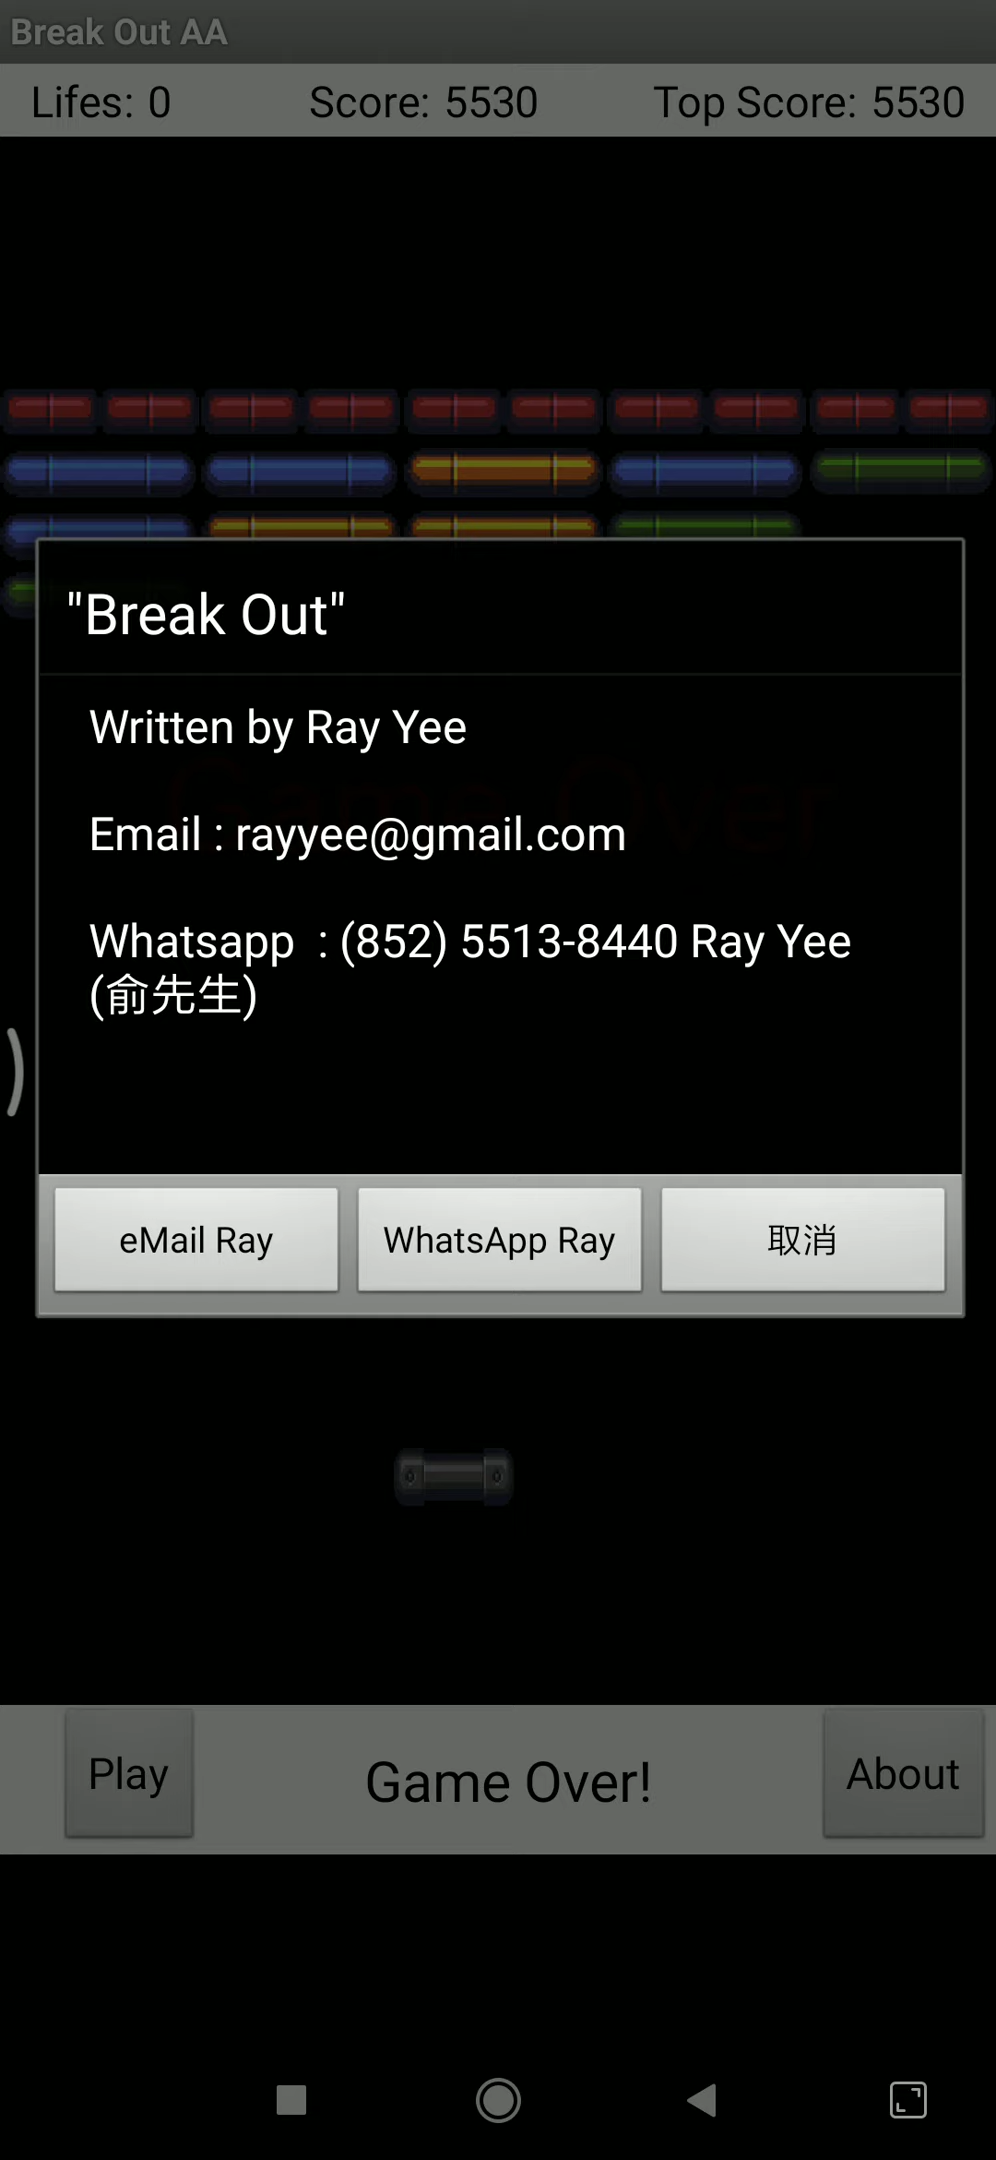 Break Out AA
Lifes: 0 Score: 5530 Top Score: 5530
"Break Out"
Written by Ray Yee
Game Over
Email : rayyee@gmail.com
Whatsapp  : (852) 5513-8440 Ray Yee
(俞先生)
eMail Ray WhatsApp Ray 取消
Play Game Over! About